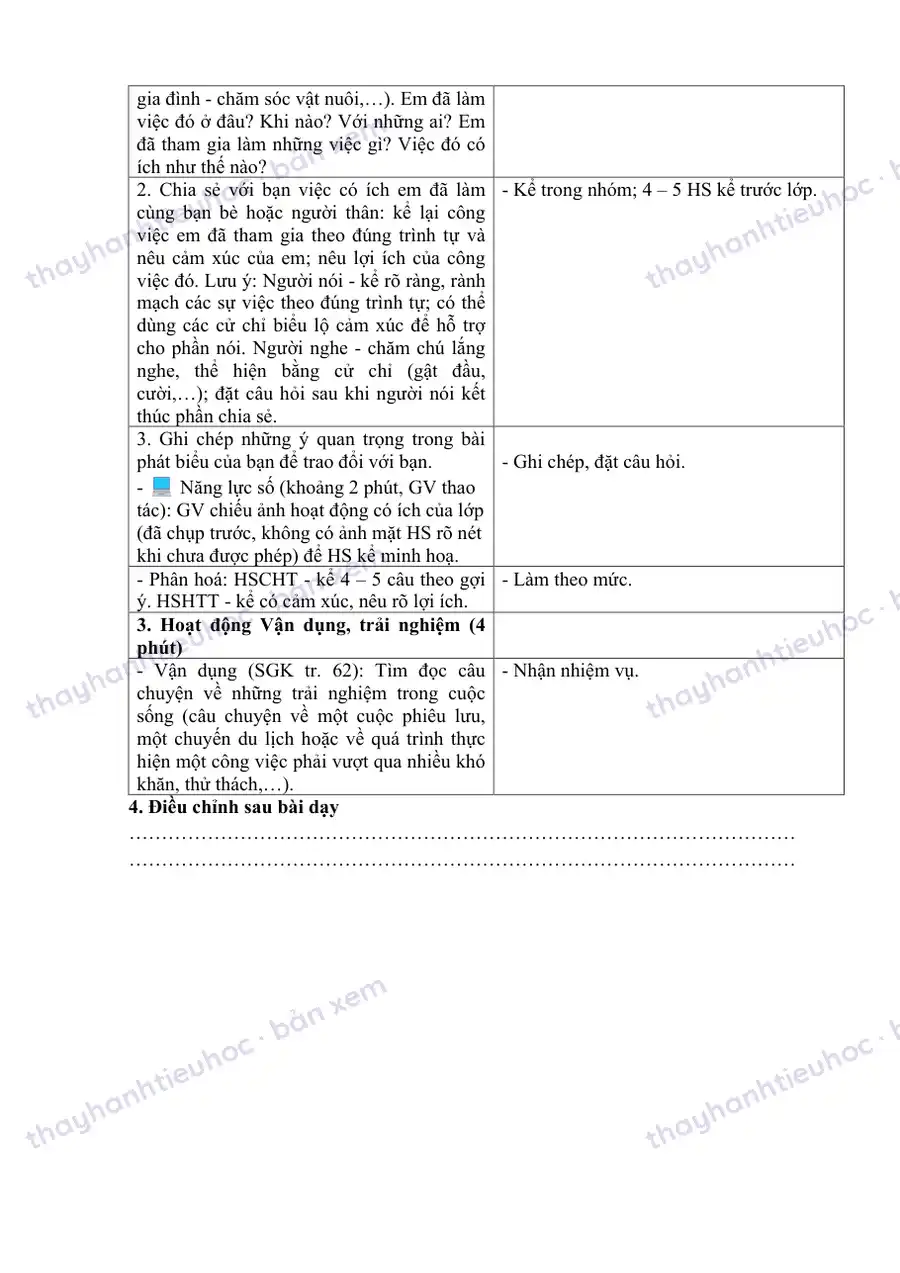 gia đình - chăm sóc vật nuôi,…). Em đã làm
việc đó ở đâu? Khi nào? Với những ai? Em
đã tham gia làm những việc gì? Việc đó có
ích như thế nào?
2. Chia sẻ với bạn việc có ích em đã làm
cùng bạn bè hoặc người thân: kể lại công
việc em đã tham gia theo đúng trình tự và
nêu cảm xúc của em; nêu lợi ích của công
việc đó. Lưu ý: Người nói - kể rõ ràng, rành
mạch các sự việc theo đúng trình tự; có thể
dùng các cử chỉ biểu lộ cảm xúc để hỗ trợ
cho phần nói. Người nghe - chăm chú lắng
nghe, thể hiện bằng cử chỉ (gật đầu,
cười,…); đặt câu hỏi sau khi người nói kết
thúc phần chia sẻ.
- Kể trong nhóm; 4 – 5 HS kể trước lớp.
3. Ghi chép những ý quan trọng trong bài
phát biểu của bạn để trao đổi với bạn.
- Năng lực số (khoảng 2 phút, GV thao
tác): GV chiếu ảnh hoạt động có ích của lớp
(đã chụp trước, không có ảnh mặt HS rõ nét
khi chưa được phép) để HS kể minh hoạ.
- Ghi chép, đặt câu hỏi.
- Phân hoá: HSCHT - kể 4 – 5 câu theo gợi
ý. HSHTT - kể có cảm xúc, nêu rõ lợi ích.
- Làm theo mức.
3. Hoạt động Vận dụng, trải nghiệm (4
phút)
- Vận dụng (SGK tr. 62): Tìm đọc câu
chuyện về những trải nghiệm trong cuộc
sống (câu chuyện về một cuộc phiêu lưu,
một chuyến du lịch hoặc về quá trình thực
hiện một công việc phải vượt qua nhiều khó
khăn, thử thách,…).
- Nhận nhiệm vụ.
4. Điều chỉnh sau bài dạy
thayhanhtieuhoc · bản xem
thayhanhtieuhoc · b
thayhanhtieuhoc · bản xem
thayhanhtieuhoc · b
thayhanhtieuhoc · bản xem
thayhanhtieuhoc · b